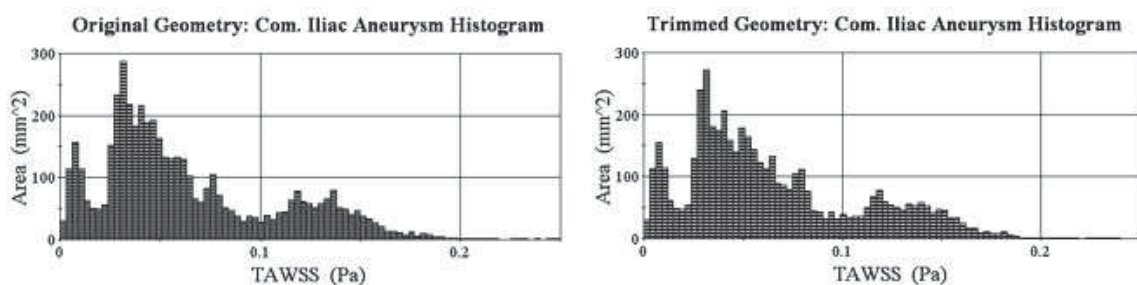 Original Geometry: Com. Iliac Aneurysm Histogram
300
200
100
0
Area (mm^2)
0
0.1
0.2
TAWSS (Pa)
Trimmed Geometry: Com. Iliac Aneurysm Histogram
300
200
100
0
Area (mm^2)
0
0.1
0.2
TAWSS (Pa)